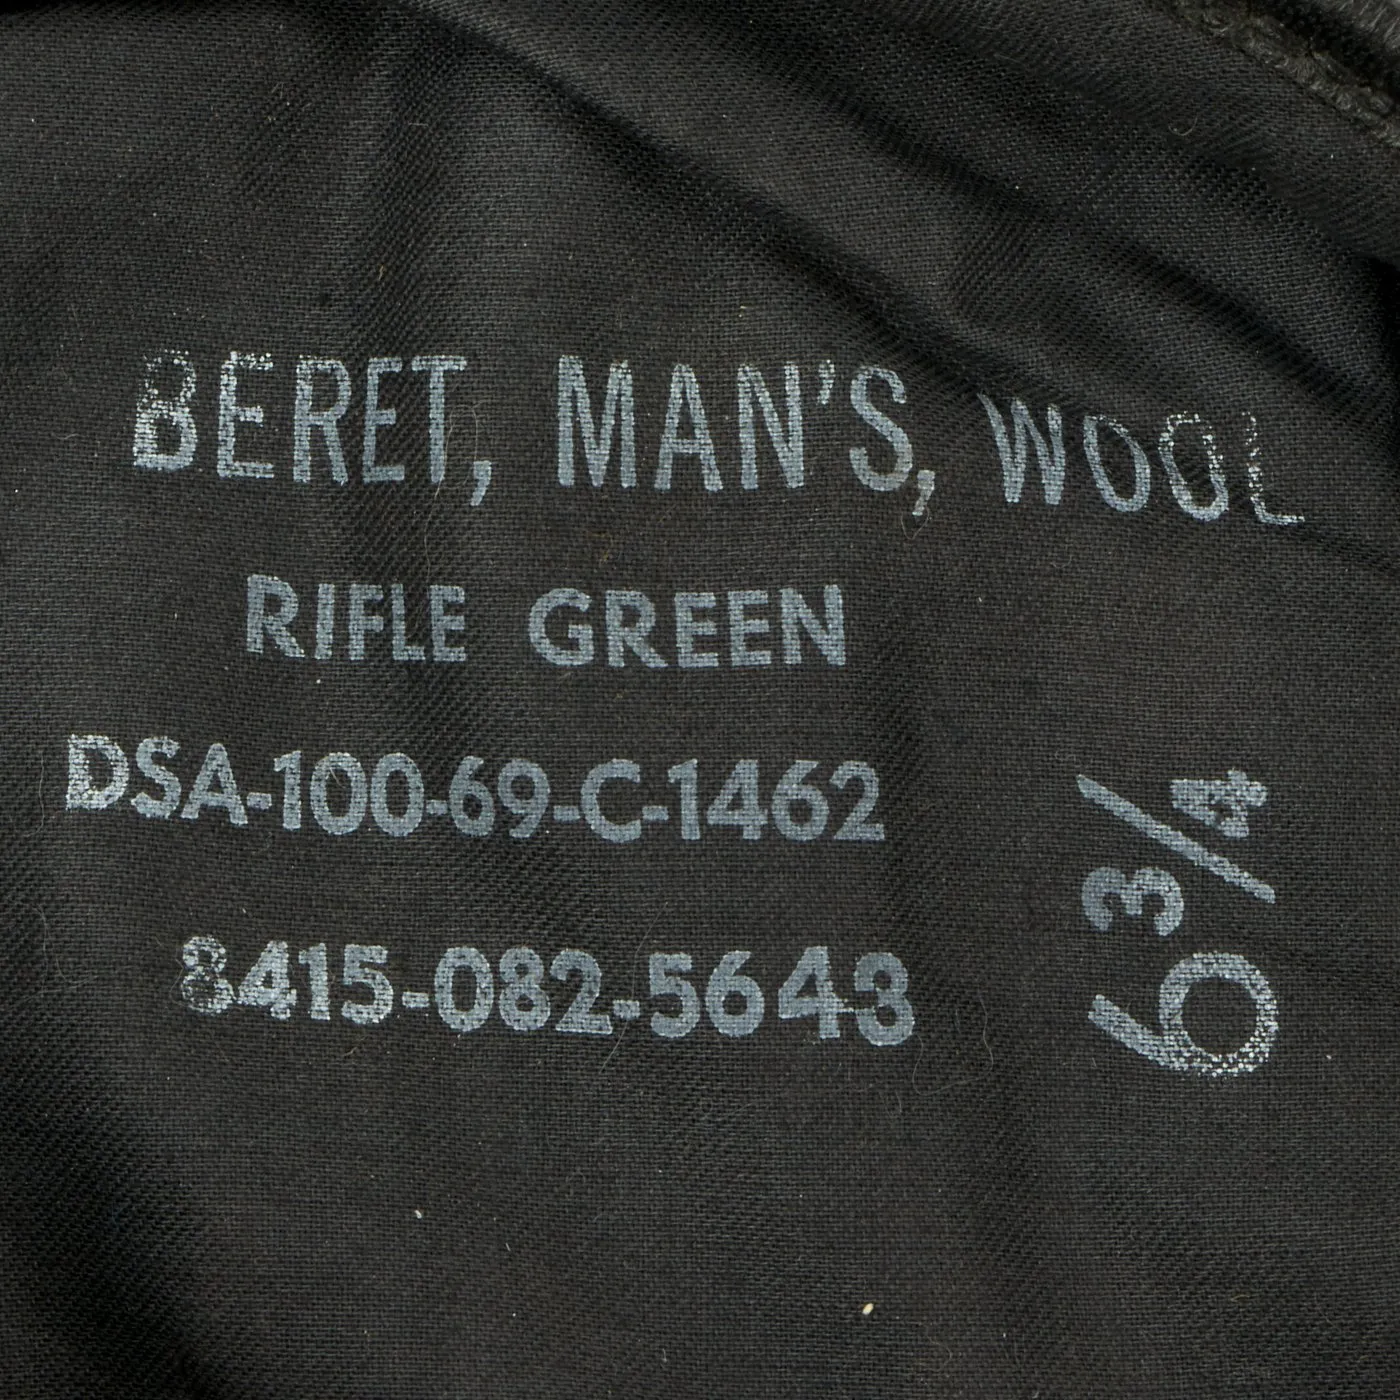 BERET, MAN'S, WOOL
RIFLE GREEN
DSA-100-69-C-1462
8415-082-5643
6 3/4